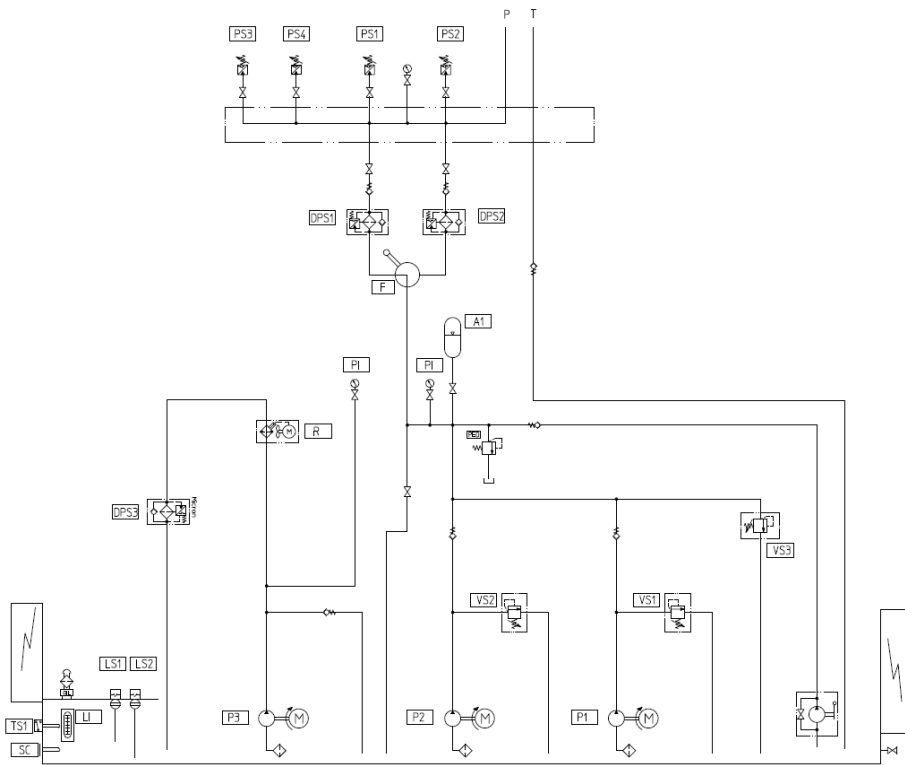 P T
PS3 PS4 PS1 PS2
DPS1 DPS2
F
A1
PI PI
R
DPS3
VS3
VS2 VS1
LS1 LS2
P3 M P2 M P1 M
LI
TS1
SC
M